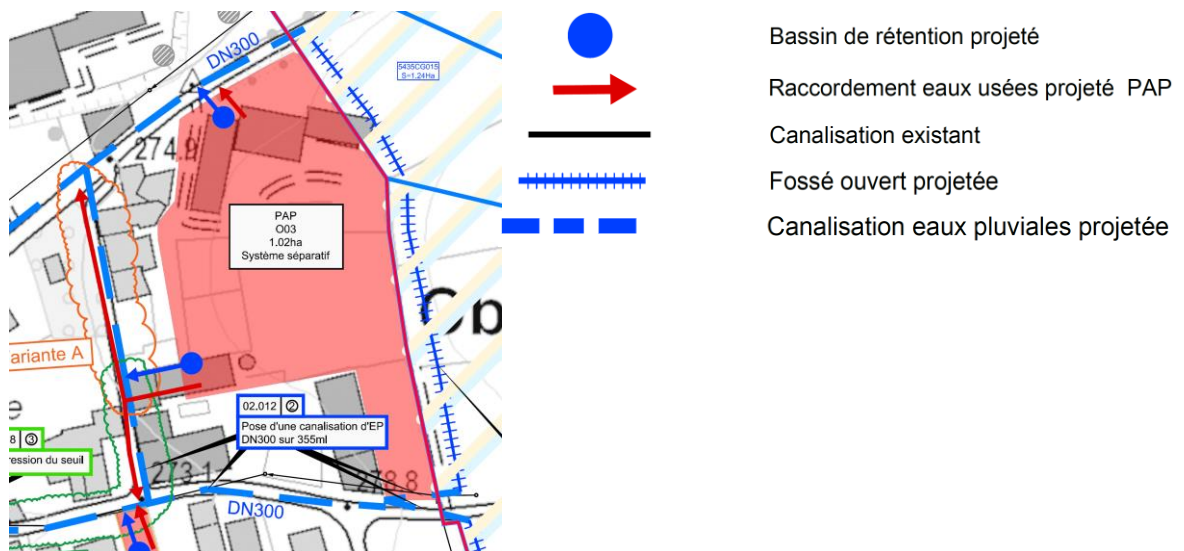 DN300
5435CG015
S=1.24Ha
274.9
PAP
O03
1.02ha
Système séparatif
Ob
ariante A
e
02.012 ②
Pose d'une canalisation d'EP
DN300 sur 355ml
8 ③
ression du seuil
273.1
278.8
DN300
Bassin de rétention projeté
Raccordement eaux usées projeté PAP
Canalisation existant
Fossé ouvert projetée
Canalisation eaux pluviales projetée